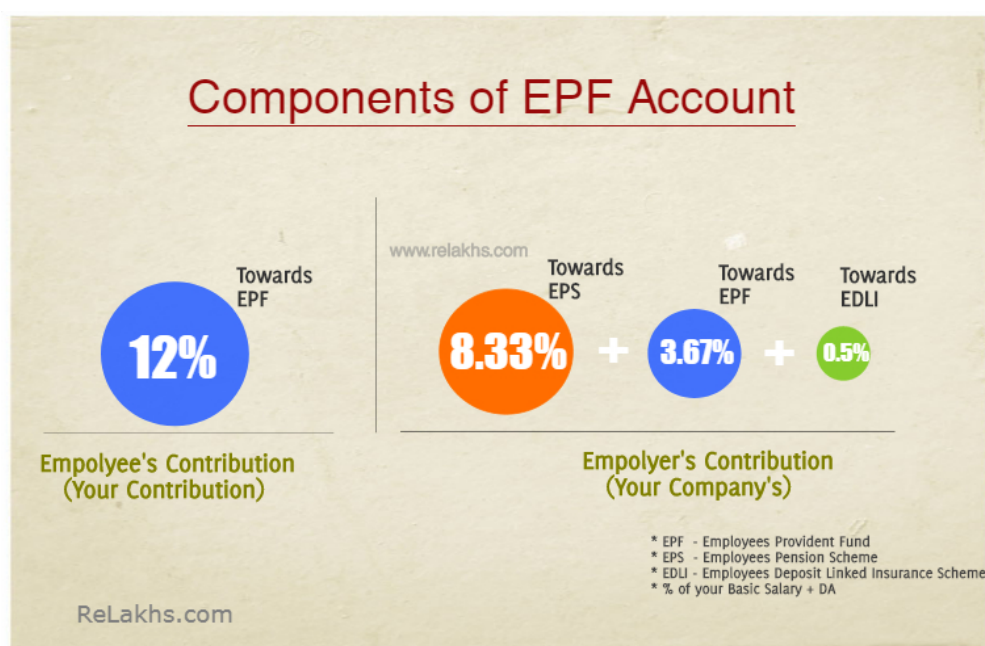 Components of EPF Account
www.relakhs.com
Towards
EPF
12%
Empolyee's Contribution
(Your Contribution)
Towards
EPS
8.33%
+
Towards
EPF
3.67%
+
Towards
EDLI
0.5%
Empolyer's Contribution
(Your Company's)
* EPF - Employees Provident Fund
* EPS - Employees Pension Scheme
* EDLI - Employees Deposit Linked Insurance Scheme
* % of your Basic Salary + DA
ReLakhs.com